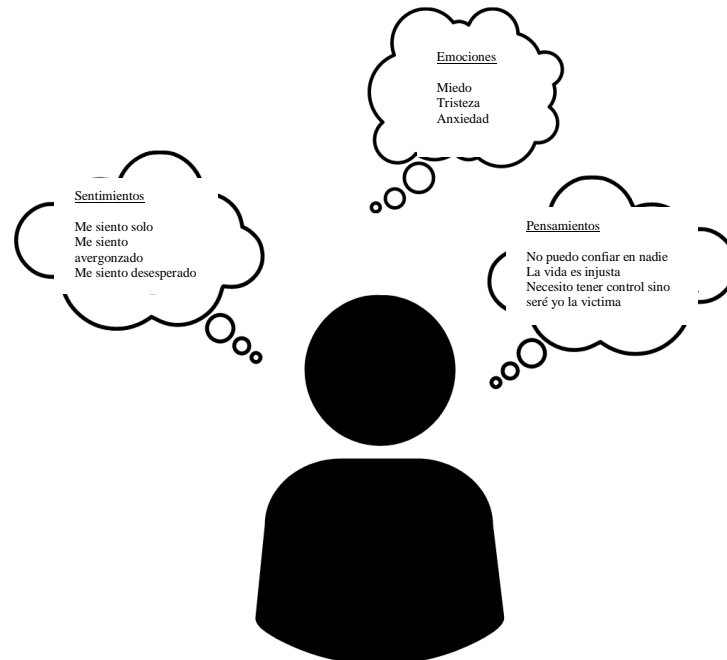 Emociones
Miedo
Tristeza
Anxiedad
Sentimientos
Me siento solo
Me siento
avergonzado
Me siento desesperado
Pensamientos
No puedo confiar en nadie
La vida es injusta
Necesito tener control sino
seré yo la victima